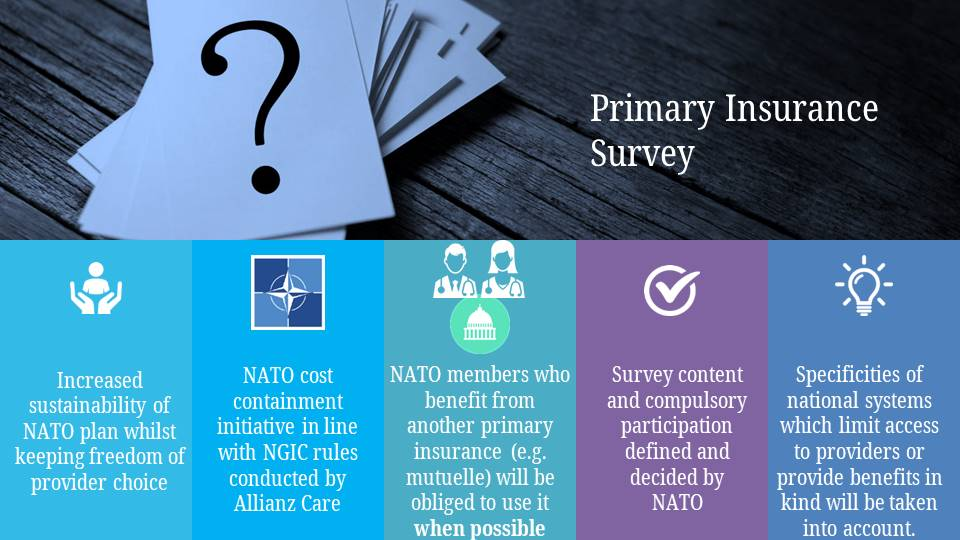 ?
Primary Insurance
Survey
Increased
sustainability of
NATO plan whilst
keeping freedom of
provider choice
NATO cost
containment
initiative in line
with NGIC rules
conducted by
Allianz Care
NATO members who
benefit from
another primary
insurance (e.g.
mutuelle) will be
obliged to use it
when possible
Survey content
and compulsory
participation
defined and
decided by
NATO
Specificities of
national systems
which limit access
to providers or
provide benefits in
kind will be taken
into account.